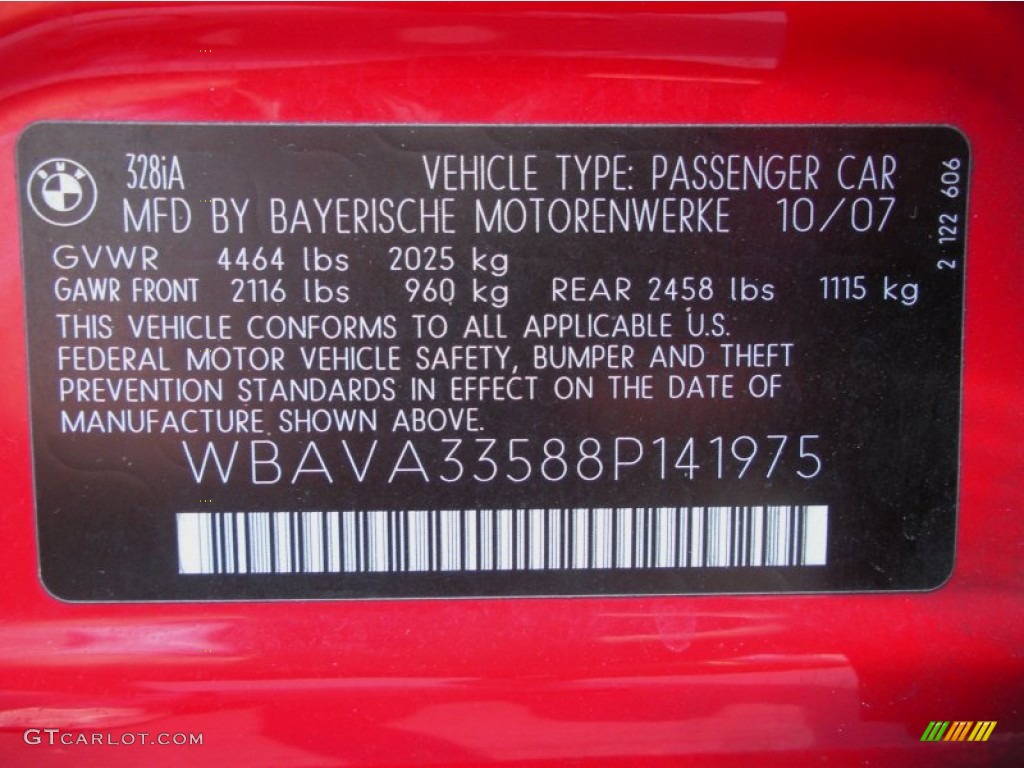 BMW
328iA VEHICLE TYPE: PASSENGER CAR
MFD BY BAYERISCHE MOTORENWERKE 10/07
GVWR 4464 lbs 2025 kg
GAWR FRONT 2116 lbs 960 kg REAR 2458 lbs 1115 kg
THIS VEHICLE CONFORMS TO ALL APPLICABLE U.S.
FEDERAL MOTOR VEHICLE SAFETY, BUMPER AND THEFT
PREVENTION STANDARDS IN EFFECT ON THE DATE OF
MANUFACTURE SHOWN ABOVE.
WBAVA33588P141975
2 122 606
GTCARLOT.COM